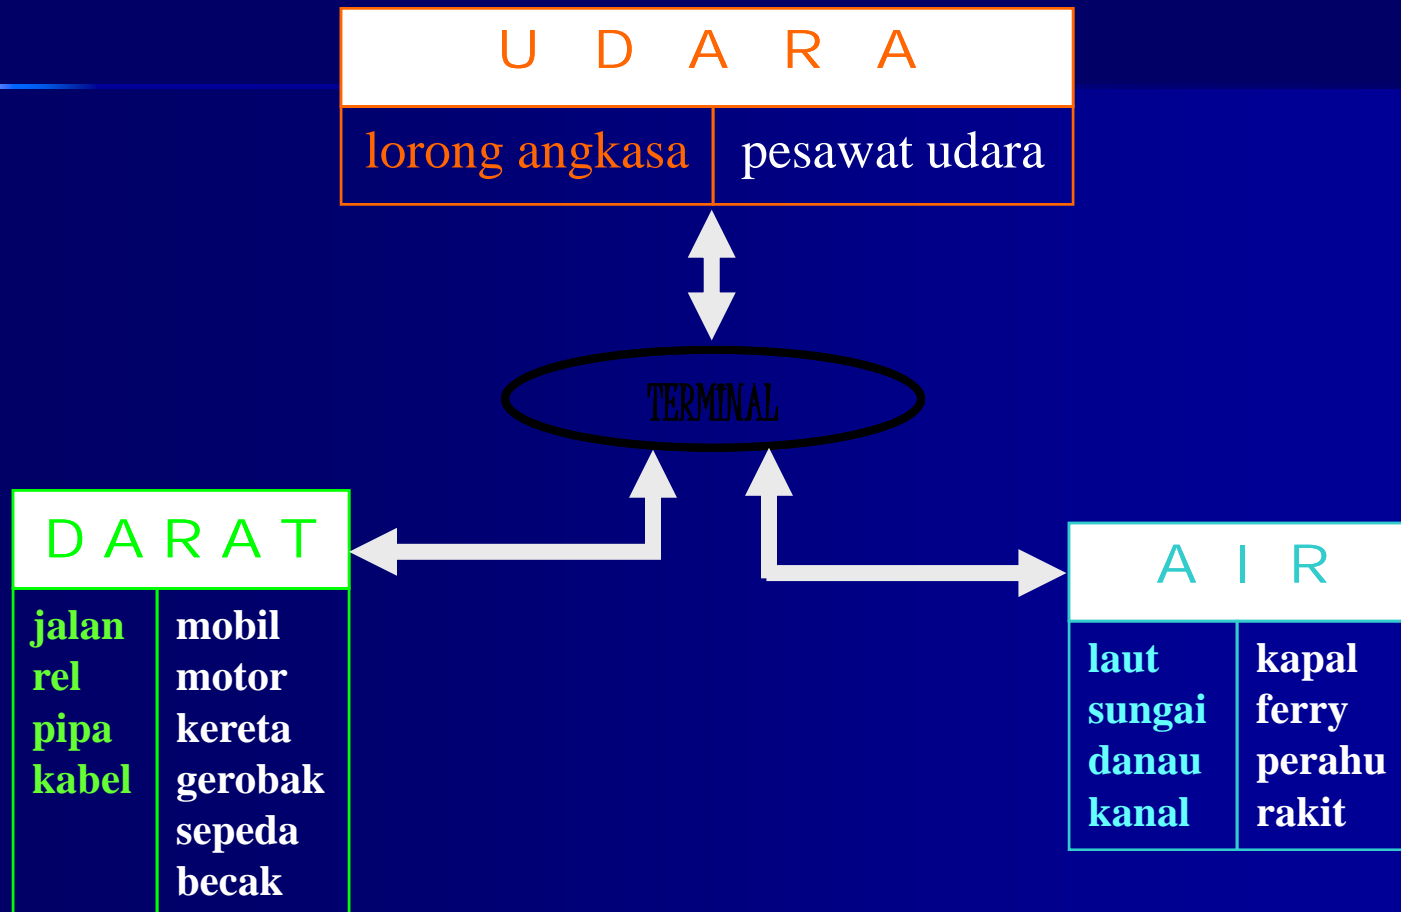 U D A R A
lorong angkasa pesawat udara
TERMINAL
D A R A T
jalan mobil
rel motor
pipa kereta
kabel gerobak
sepeda
becak
A I R
laut kapal
sungai ferry
danau perahu
kanal rakit